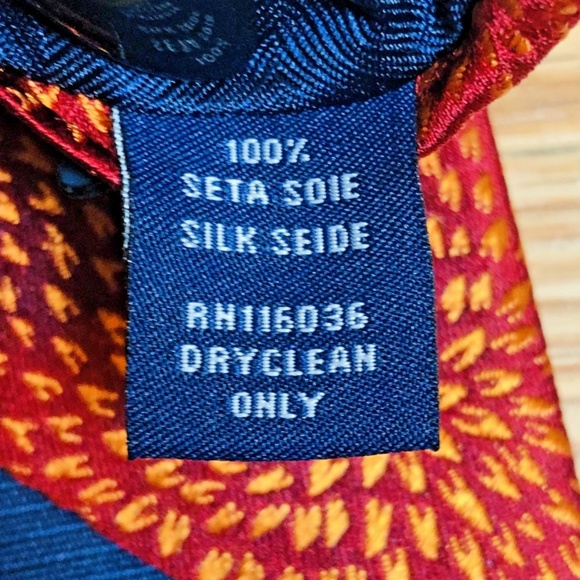 100%
SETA SOIE
SILK SEIDE
RN116036
DRYCLEAN
ONLY